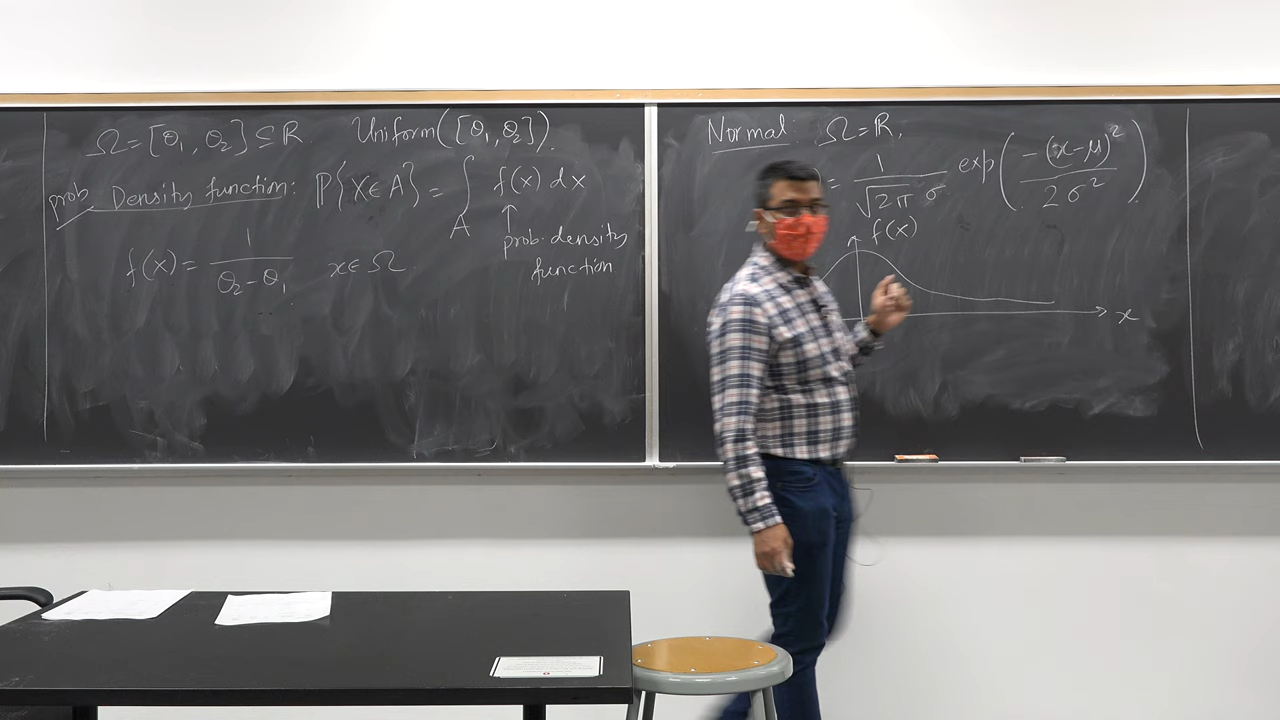 Ω = [θ₁, θ₂] ⊆ ℝ. Uniform([θ₁, θ₂]).
prob Density function: ℙ{X∈A} = ∫_A f(x) dx
↑
prob. density
function
f(x) = 1/(θ₂ - θ₁) x ∈ Ω.
Normal: Ω = ℝ,
) = 1/(√2π σ) exp(-(x-μ)²/2σ²).
f(x)
x